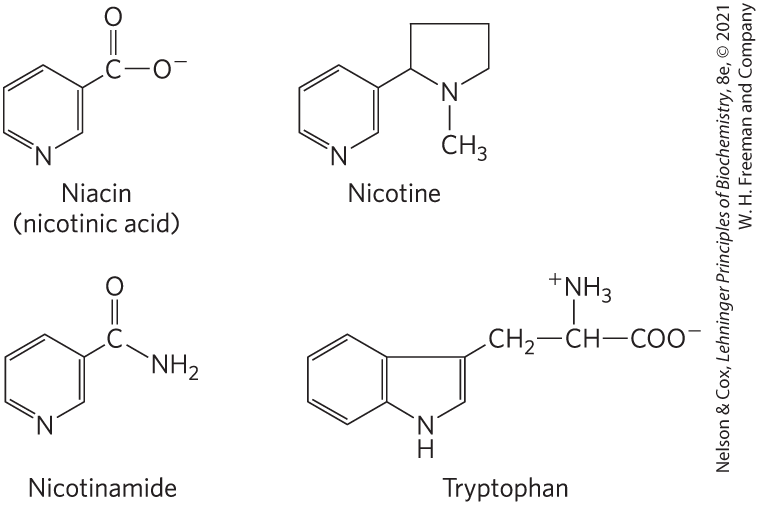 O
C—O⁻
N
Niacin
(nicotinic acid)
N
CH₃
N
Nicotine
O
C
NH₂
N
Nicotinamide
⁺NH₃
CH₂—CH—COO⁻
N
H
Tryptophan
Nelson & Cox, Lehninger Principles of Biochemistry, 8e, © 2021
W. H. Freeman and Company